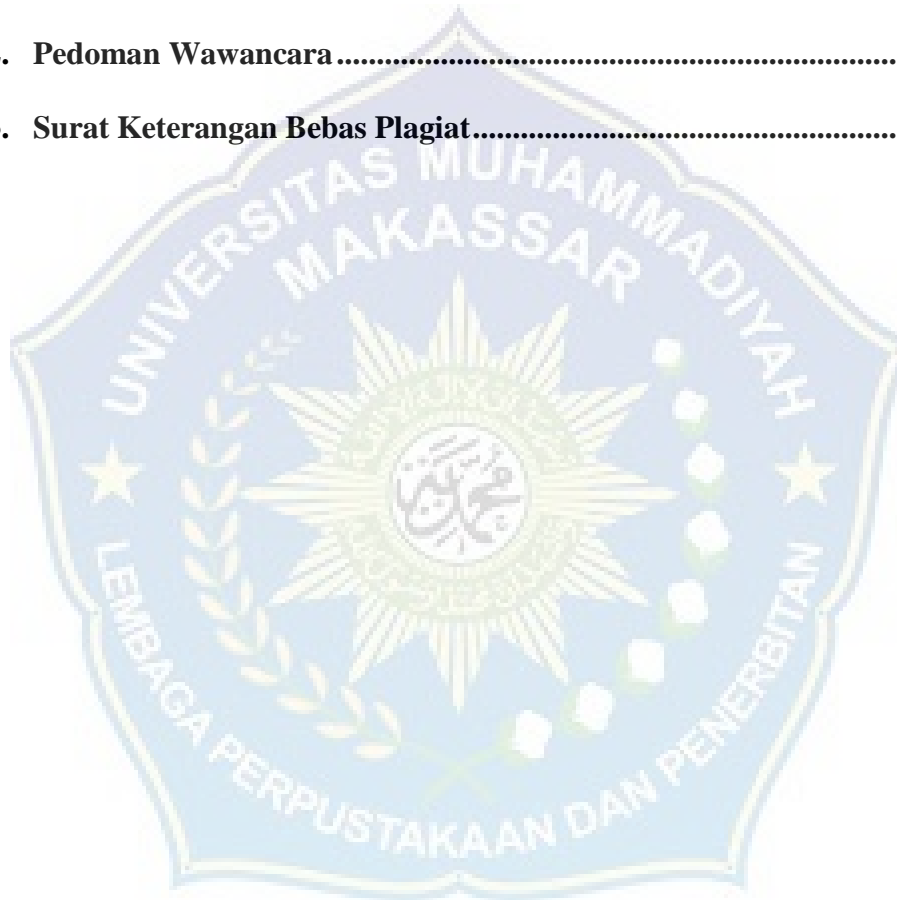 . Pedoman Wawancara ........................................................................
. Surat Keterangan Bebas Plagiat ......................................................
UNIVERSITAS MUHAMMADIYAH
MAKASSAR
LEMBAGA PERPUSTAKAAN DAN PENERBITAN